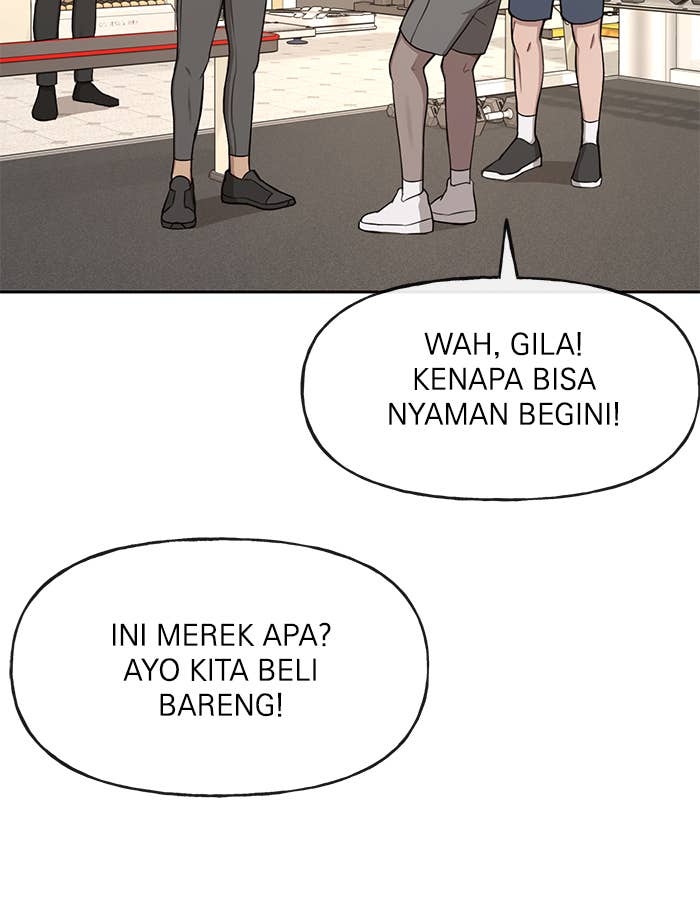 WAH, GILA!
KENAPA BISA
NYAMAN BEGINI!
INI MEREK APA?
AYO KITA BELI
BARENG!